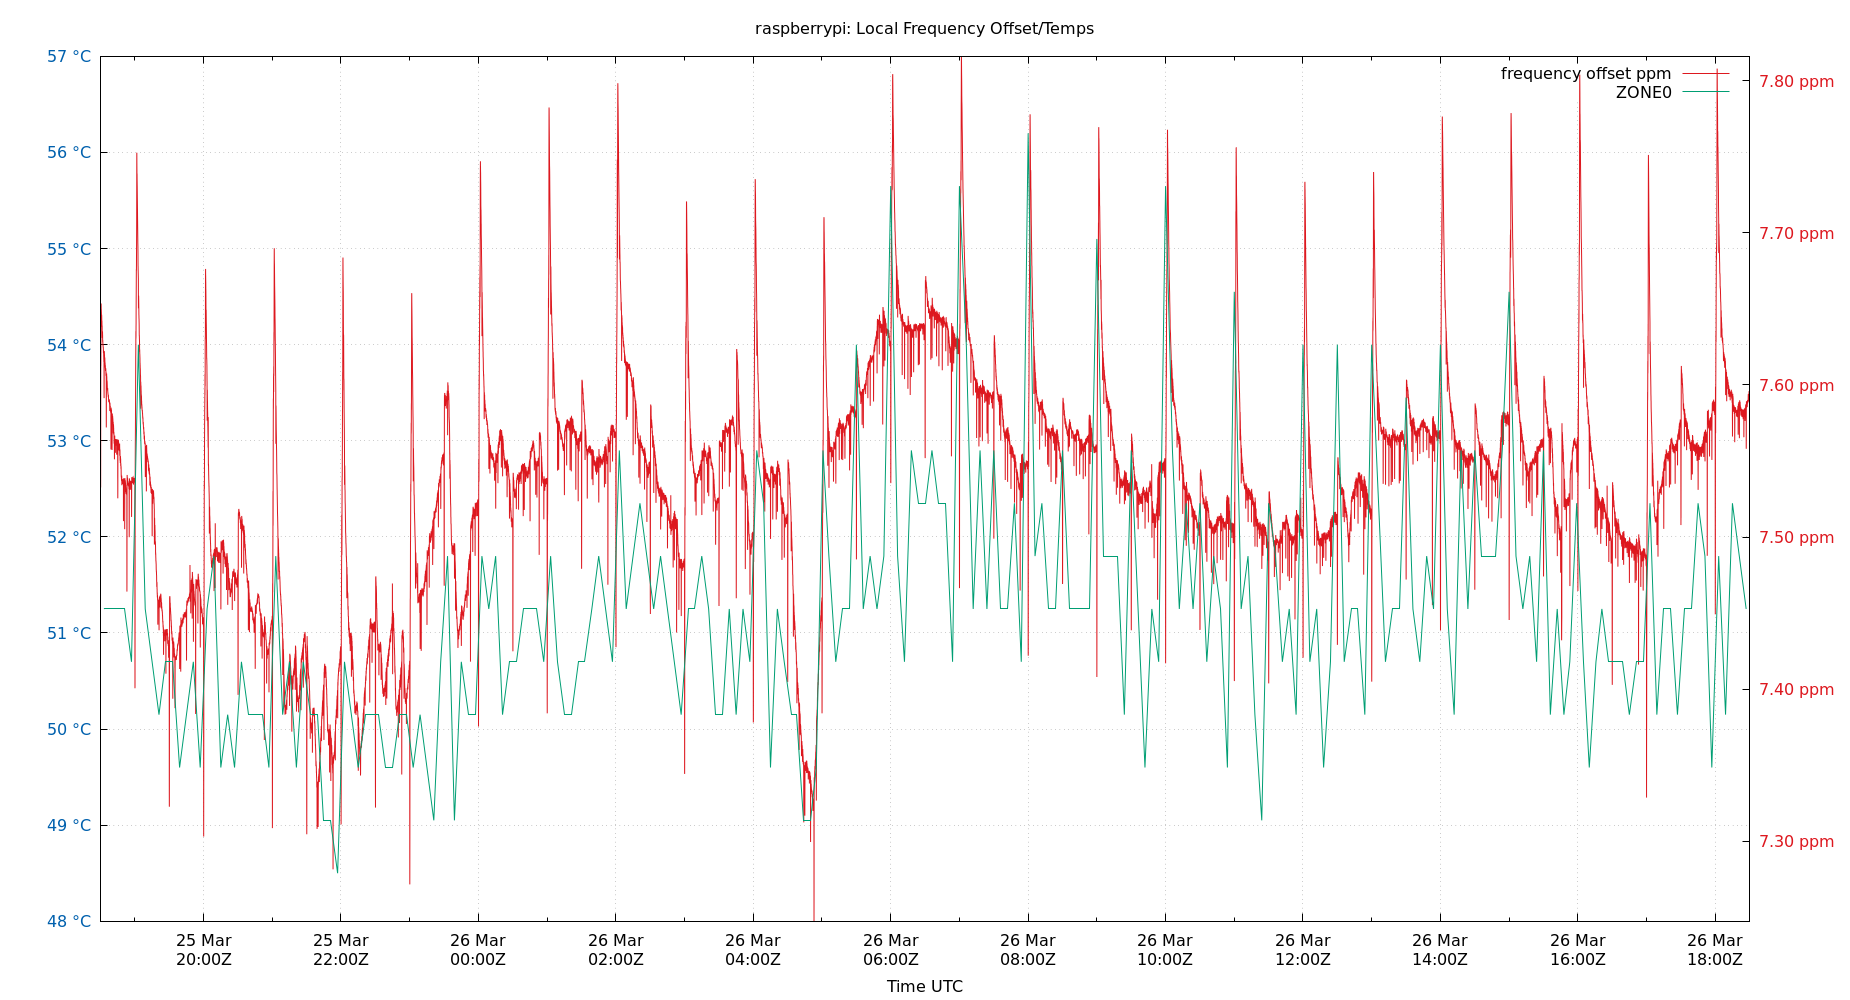 raspberrypi: Local Frequency Offset/Temps
57 °C
56 °C
55 °C
54 °C
53 °C
52 °C
51 °C
50 °C
49 °C
48 °C
frequency offset ppm
ZONE0
7.80 ppm
7.70 ppm
7.60 ppm
7.50 ppm
7.40 ppm
7.30 ppm
25 Mar 25 Mar 26 Mar 26 Mar 26 Mar 26 Mar 26 Mar 26 Mar 26 Mar 26 Mar 26 Mar 26 Mar
20:00Z 22:00Z 00:00Z 02:00Z 04:00Z 06:00Z 08:00Z 10:00Z 12:00Z 14:00Z 16:00Z 18:00Z
Time UTC